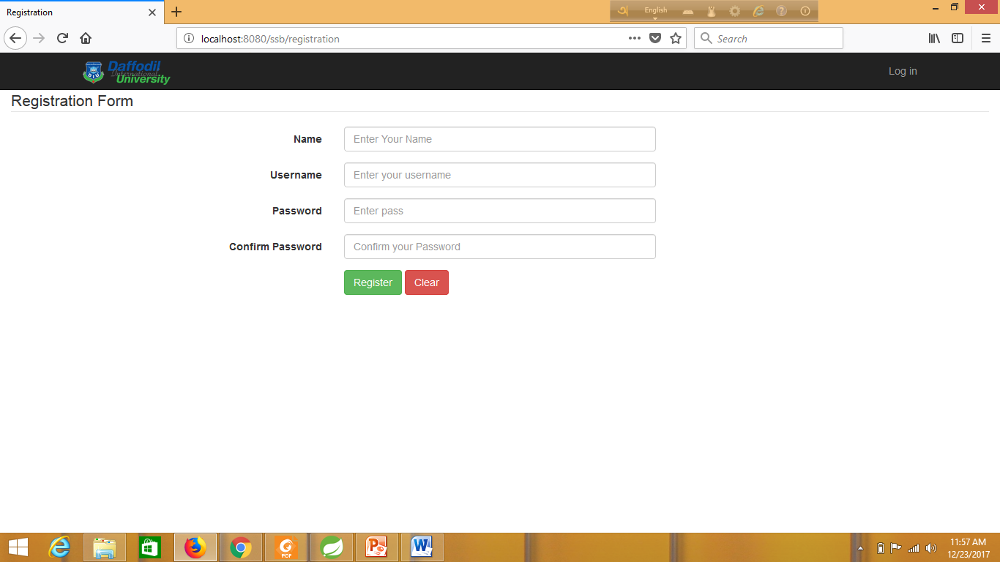 Registration
English
localhost:8080/ssb/registration
Search
DIU
Daffodil
International
University
Log in
Registration Form
Name
Enter Your Name
Username
Enter your username
Password
Enter pass
Confirm Password
Confirm your Password
Register Clear
PDF
11:57 AM
12/23/2017